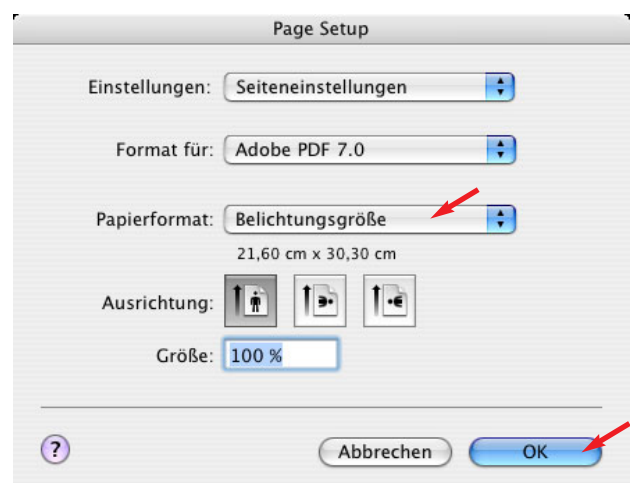 Page Setup
Einstellungen: Seiteneinstellungen
Format für: Adobe PDF 7.0
Papierformat: Belichtungsgröße
21,60 cm x 30,30 cm
Ausrichtung:
Größe: 100 %
? Abbrechen OK